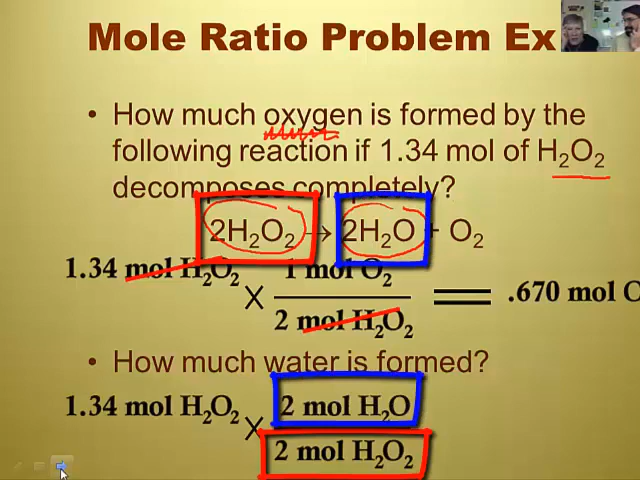 Mole Ratio Problem Ex
• How much oxygen is formed by the
following reaction if 1.34 mol of H₂O₂
decomposes completely?
2H₂O₂ → 2H₂O + O₂
1.34 mol H₂O₂ X 1 mol O₂ = .670 mol O
2 mol H₂O₂
• How much water is formed?
1.34 mol H₂O₂ X 2 mol H₂O
2 mol H₂O₂